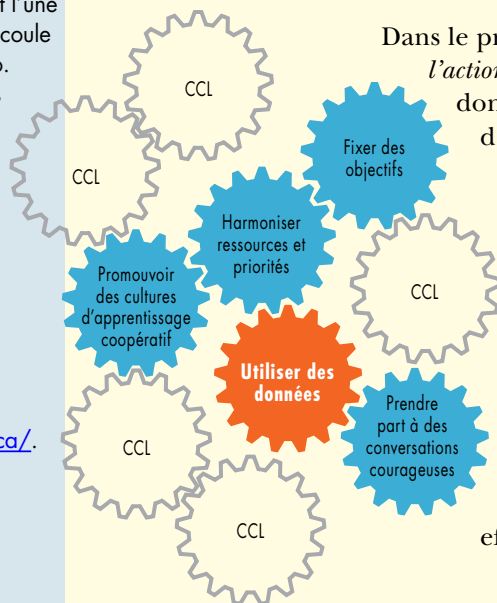 t l'une
coule
Dans le pr
l'action
don
d
CCL
Fixer des
objectifs
CCL
Harmoniser
ressources et
priorités
Promouvoir
des cultures
d'apprentissage
coopératif
CCL
Utiliser des
données
Prendre
part à des
conversations
courageuses
CCL
ca/.
CCL
ef